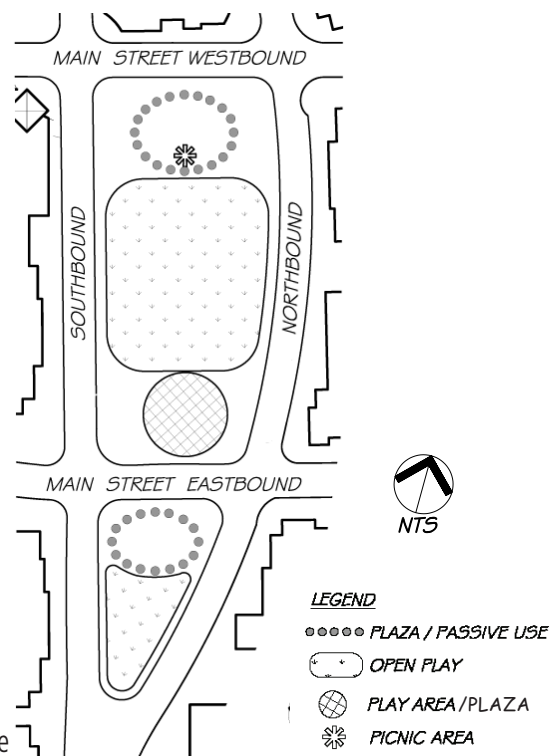 MAIN STREET WESTBOUND
SOUTHBOUND
NORTHBOUND
MAIN STREET EASTBOUND
NTS
LEGEND
PLAZA / PASSIVE USE
OPEN PLAY
PLAY AREA/PLAZA
PICNIC AREA
e